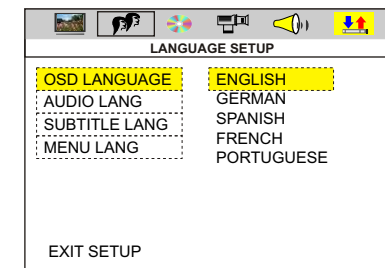 LANGUAGE SETUP
OSD LANGUAGE
AUDIO LANG
SUBTITLE LANG
MENU LANG
ENGLISH
GERMAN
SPANISH
FRENCH
PORTUGUESE
EXIT SETUP